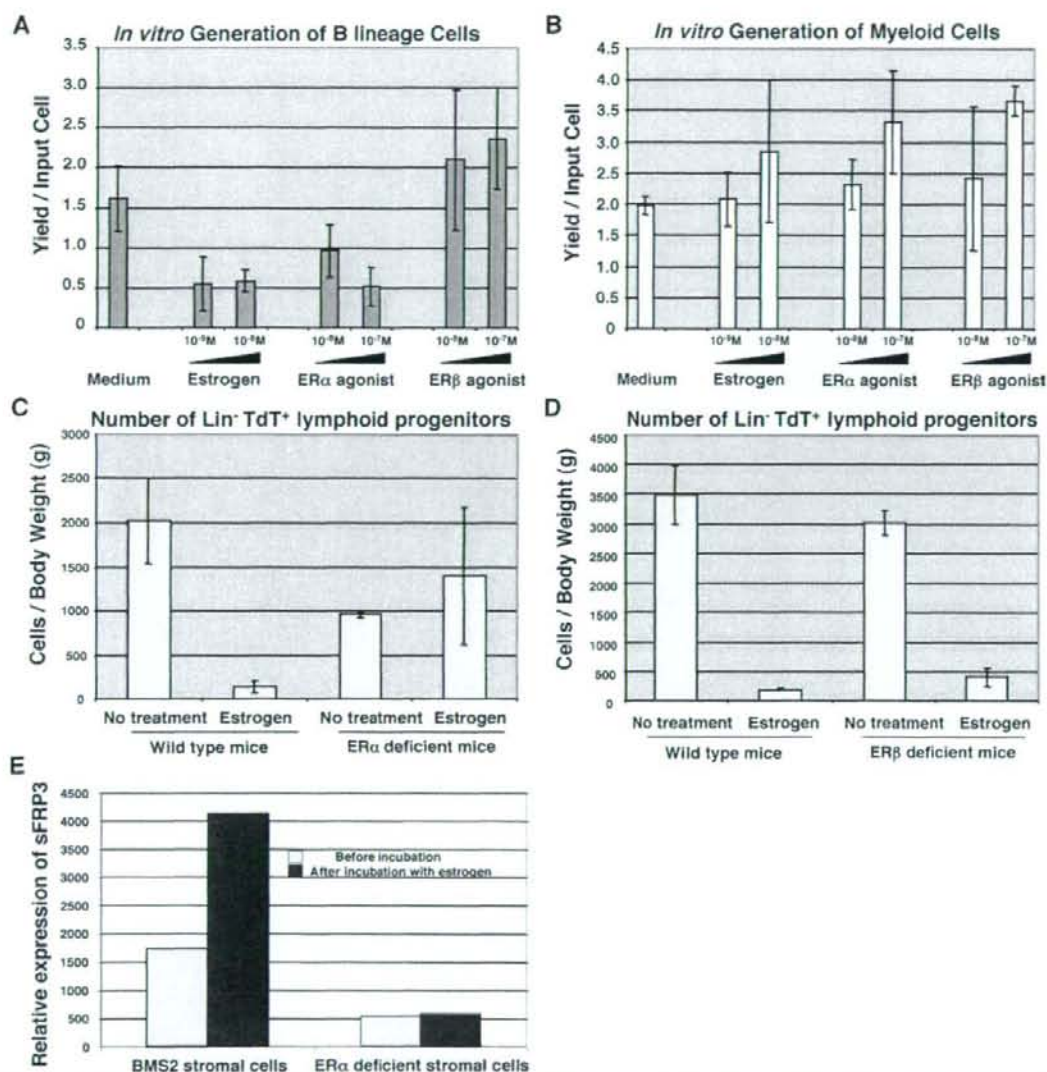 A In vitro Generation of B lineage Cells
Yield / Input Cell
3.5
3.0
2.5
2.0
1.5
1.0
0.5
0
10⁻⁹M 10⁻⁸M 10⁻⁸M 10⁻⁷M 10⁻⁸M 10⁻⁷M
Medium Estrogen ERα agonist ERβ agonist
B In vitro Generation of Myeloid Cells
Yield / Input Cell
4.5
4.0
3.5
3.0
2.5
2.0
1.5
1.0
0.5
0
10⁻⁹M 10⁻⁸M 10⁻⁸M 10⁻⁷M 10⁻⁸M 10⁻⁷M
Medium Estrogen ERα agonist ERβ agonist
C Number of Lin⁻ TdT⁺ lymphoid progenitors
Cells / Body Weight (g)
3000
2500
2000
1500
1000
500
0
No treatment Estrogen No treatment Estrogen
Wild type mice ERα deficient mice
D Number of Lin⁻ TdT⁺ lymphoid progenitors
Cells / Body Weight (g)
4500
4000
3500
3000
2500
2000
1500
1000
500
0
No treatment Estrogen No treatment Estrogen
Wild type mice ERβ deficient mice
E
Relative expression of sFRP3
4500
4000
3500
3000
2500
2000
1500
1000
500
0
Before incubation
After incubation with estrogen
BMS2 stromal cells ERα deficient stromal cells